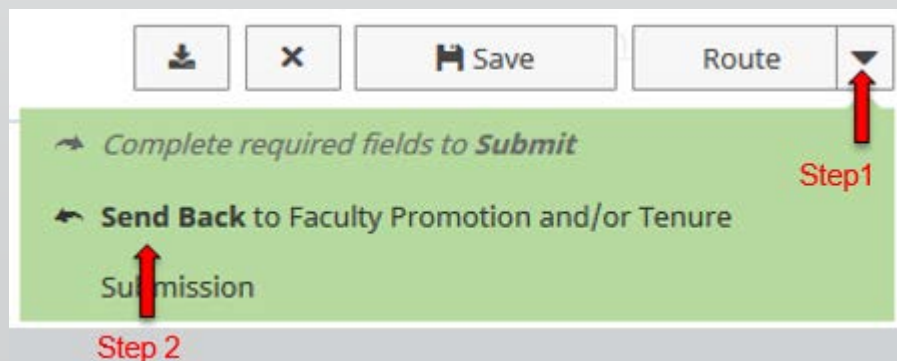 Save Route
Complete required fields to Submit
Step1
Send Back to Faculty Promotion and/or Tenure
Submission
Step 2